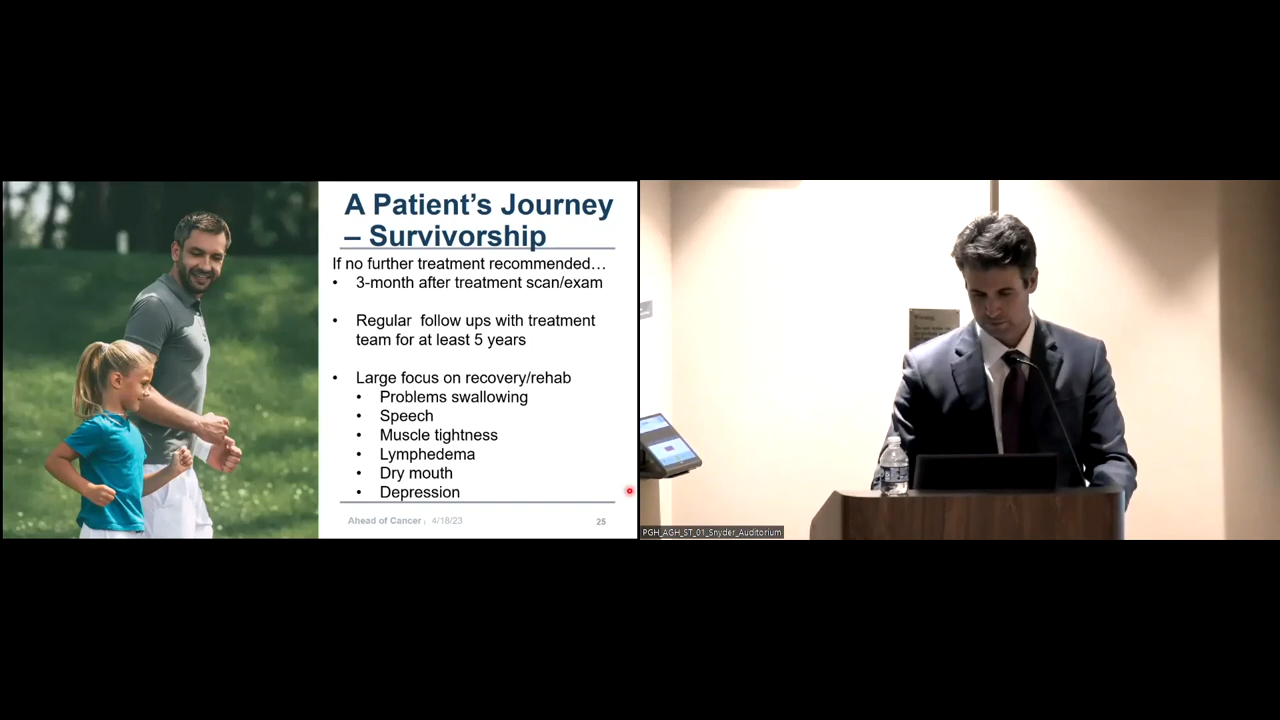 A Patient’s Journey
– Survivorship
If no further treatment recommended…
• 3-month after treatment scan/exam
• Regular follow ups with treatment
team for at least 5 years
• Large focus on recovery/rehab
• Problems swallowing
• Speech
• Muscle tightness
• Lymphedema
• Dry mouth
• Depression
Ahead of Cancer | 4/18/23
25
Warning
PGH_AGH_ST_01_Snyder_Auditorium